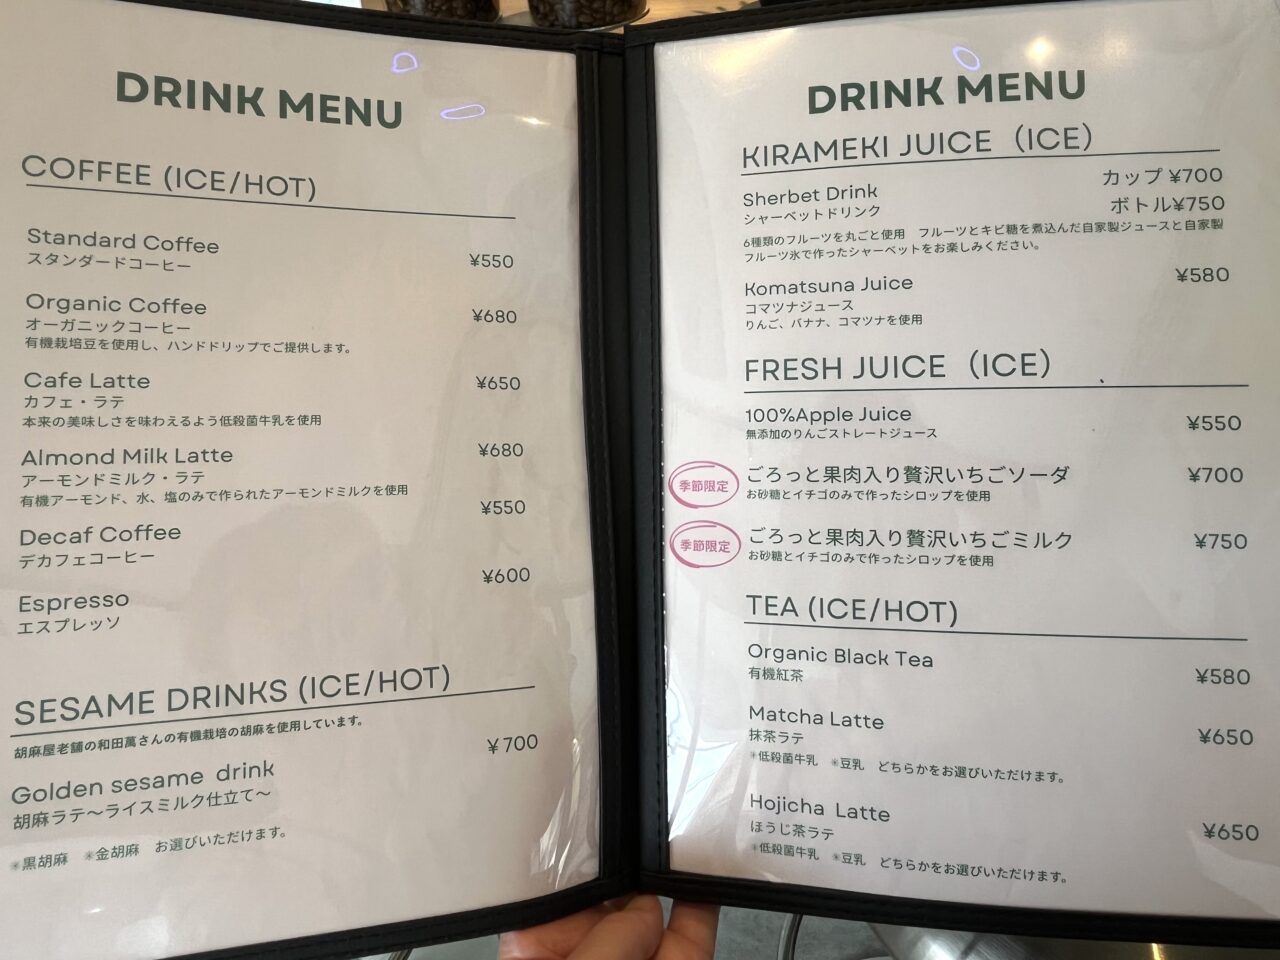 DRINK MENU
COFFEE (ICE/HOT)
Standard Coffee
スタンダードコーヒー
¥550
Organic Coffee
オーガニックコーヒー
有機栽培豆を使用し、ハンドドリップでご提供します。
¥680
Cafe Latte
カフェ・ラテ
本来の美味しさを味わえるよう低殺菌牛乳を使用
¥650
Almond Milk Latte
アーモンドミルク・ラテ
有機アーモンド、水、塩のみで作られたアーモンドミルクを使用
¥680
Decaf Coffee
デカフェコーヒー
¥550
Espresso
エスプレッソ
¥600
SESAME DRINKS (ICE/HOT)
胡麻屋老舗の和田萬さんの有機栽培の胡麻を使用しています。
Golden sesame drink
胡麻ラテ〜ライスミルク仕立て〜
¥700
✳黒胡麻 ✳金胡麻 お選びいただけます。
DRINK MENU
KIRAMEKI JUICE（ICE）
Sherbet Drink
シャーベットドリンク
カップ ¥700
ボトル¥750
6種類のフルーツを丸ごと使用 フルーツとキビ糖を煮込んだ自家製ジュースと自家製
フルーツ氷で作ったシャーベットをお楽しみください。
Komatsuna Juice
コマツナジュース
りんご、バナナ、コマツナを使用
¥580
FRESH JUICE（ICE）
100%Apple Juice
無添加のりんごストレートジュース
¥550
季節限定
ごろっと果肉入り贅沢いちごソーダ
お砂糖とイチゴのみで作ったシロップを使用
¥700
季節限定
ごろっと果肉入り贅沢いちごミルク
お砂糖とイチゴのみで作ったシロップを使用
¥750
TEA (ICE/HOT)
Organic Black Tea
有機紅茶
¥580
Matcha Latte
抹茶ラテ
✳低殺菌牛乳 ✳豆乳 どちらかをお選びいただけます。
¥650
Hojicha Latte
ほうじ茶ラテ
✳低殺菌牛乳 ✳豆乳 どちらかをお選びいただけます。
¥650